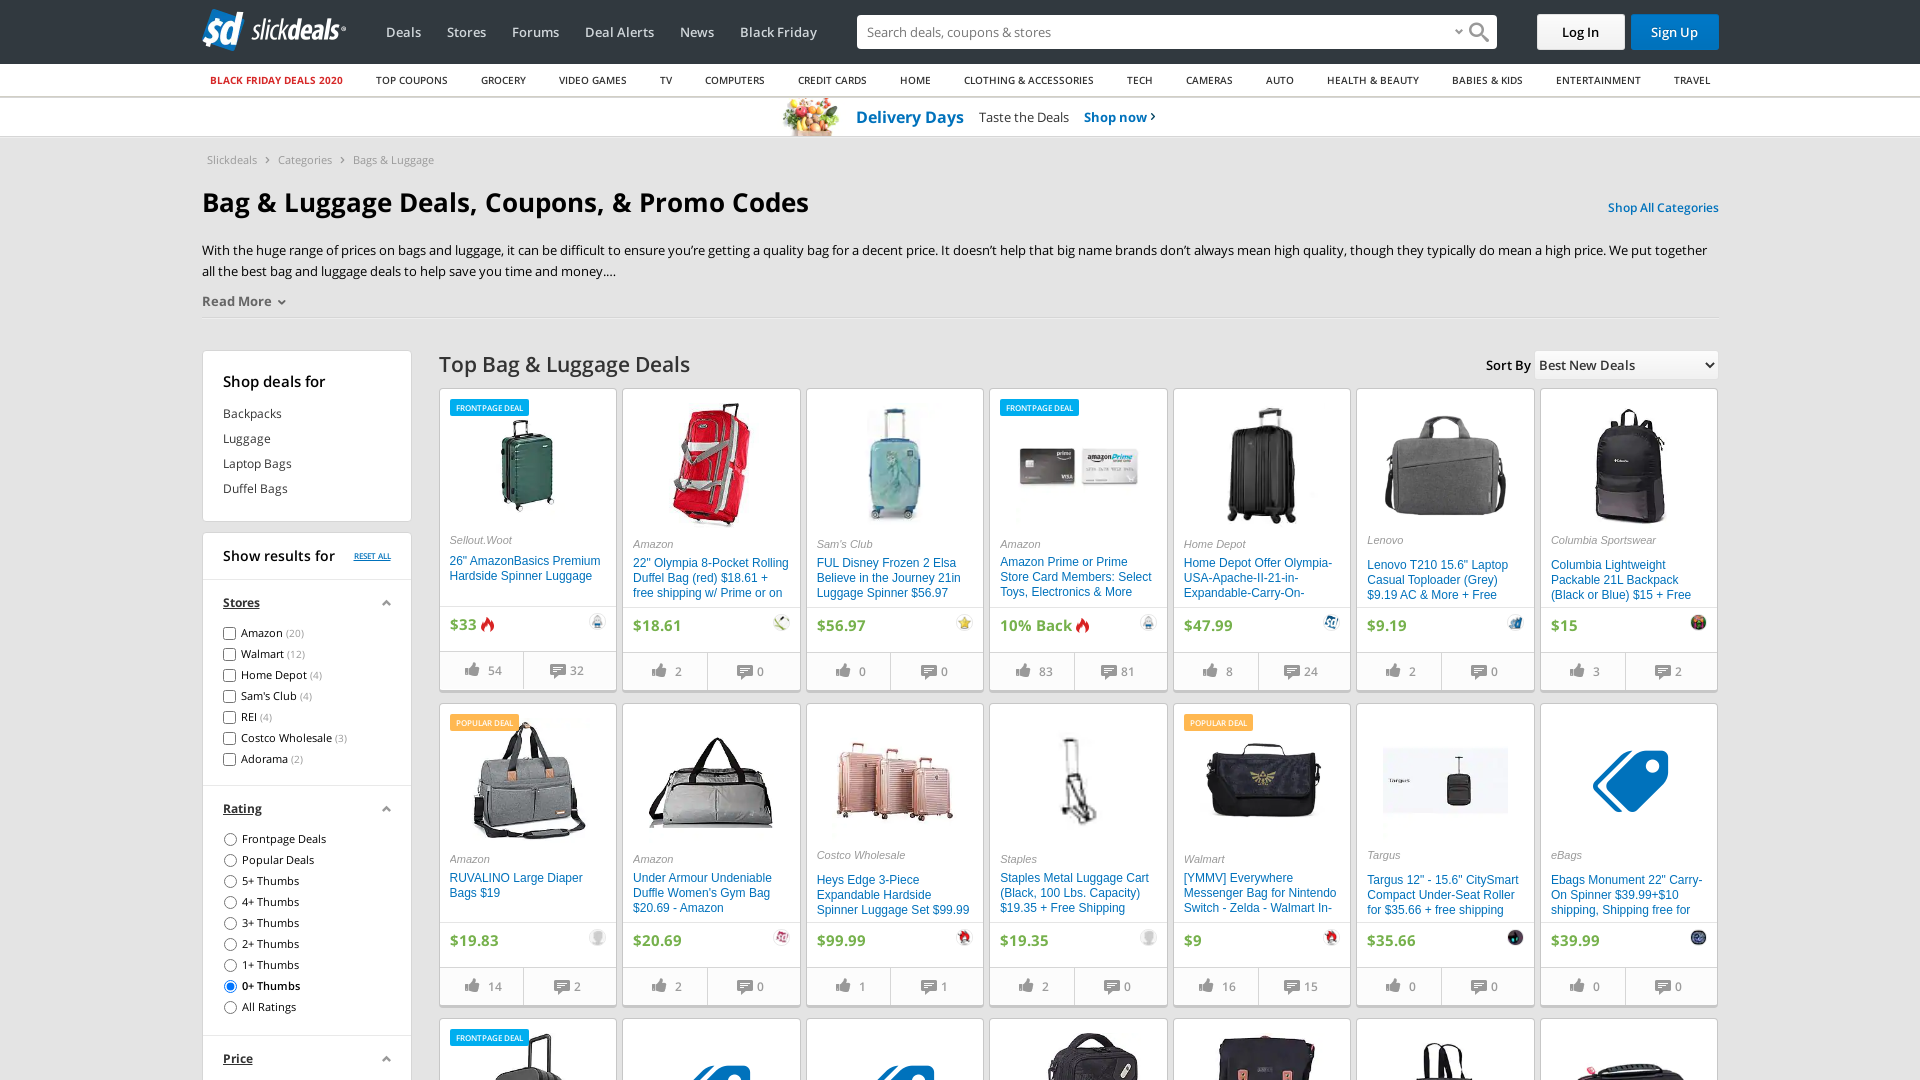 sd slickdeals
Deals
Stores
Forums
Deal Alerts
News
Black Friday
Search deals, coupons & stores
Log In
Sign Up
BLACK FRIDAY DEALS 2020
TOP COUPONS
GROCERY
VIDEO GAMES
TV
COMPUTERS
CREDIT CARDS
HOME
CLOTHING & ACCESSORIES
TECH
CAMERAS
AUTO
HEALTH & BEAUTY
BABIES & KIDS
ENTERTAINMENT
TRAVEL
Delivery Days Taste the Deals Shop now
Slickdeals > Categories > Bags & Luggage
Bag & Luggage Deals, Coupons, & Promo Codes
Shop All Categories
With the huge range of prices on bags and luggage, it can be difficult to ensure you’re getting a quality bag for a decent price. It doesn’t help that big name brands don’t always mean high quality, though they typically do mean a high price. We put together
all the best bag and luggage deals to help save you time and money.…
Read More
Shop deals for
Backpacks
Luggage
Laptop Bags
Duffel Bags
Show results for
RESET ALL
Stores
Amazon (20)
Walmart (12)
Home Depot (4)
Sam's Club (4)
REI (4)
Costco Wholesale (3)
Adorama (2)
Rating
Frontpage Deals
Popular Deals
5+ Thumbs
4+ Thumbs
3+ Thumbs
2+ Thumbs
1+ Thumbs
0+ Thumbs
All Ratings
Price
Top Bag & Luggage Deals
Sort By Best New Deals
FRONTPAGE DEAL
Sellout.Woot
26" AmazonBasics Premium
Hardside Spinner Luggage
$33
54
32
Amazon
22" Olympia 8-Pocket Rolling
Duffel Bag (red) $18.61 +
free shipping w/ Prime or on
$18.61
2
0
Sam's Club
FUL Disney Frozen 2 Elsa
Believe in the Journey 21in
Luggage Spinner $56.97
$56.97
0
0
FRONTPAGE DEAL
prime
VISA
amazonPrime
Amazon
Amazon Prime or Prime
Store Card Members: Select
Toys, Electronics & More
10% Back
83
81
Home Depot
Home Depot Offer Olympia-
USA-Apache-II-21-in-
Expandable-Carry-On-
$47.99
8
24
Lenovo
Lenovo T210 15.6" Laptop
Casual Toploader (Grey)
$9.19 AC & More + Free
$9.19
2
0
Columbia Sportswear
Columbia Lightweight
Packable 21L Backpack
(Black or Blue) $15 + Free
$15
3
2
POPULAR DEAL
Amazon
RUVALINO Large Diaper
Bags $19
$19.83
14
2
Amazon
Under Armour Undeniable
Duffle Women's Gym Bag
$20.69 - Amazon
$20.69
2
0
Costco Wholesale
Heys Edge 3-Piece
Expandable Hardside
Spinner Luggage Set $99.99
$99.99
1
1
Staples
Staples Metal Luggage Cart
(Black, 100 Lbs. Capacity)
$19.35 + Free Shipping
$19.35
2
0
POPULAR DEAL
Walmart
[YMMV] Everywhere
Messenger Bag for Nintendo
Switch - Zelda - Walmart In-
$9
16
15
Targus
Targus
Targus 12" - 15.6" CitySmart
Compact Under-Seat Roller
for $35.66 + free shipping
$35.66
0
0
eBags
Ebags Monument 22" Carry-
On Spinner $39.99+$10
shipping, Shipping free for
$39.99
0
0
FRONTPAGE DEAL